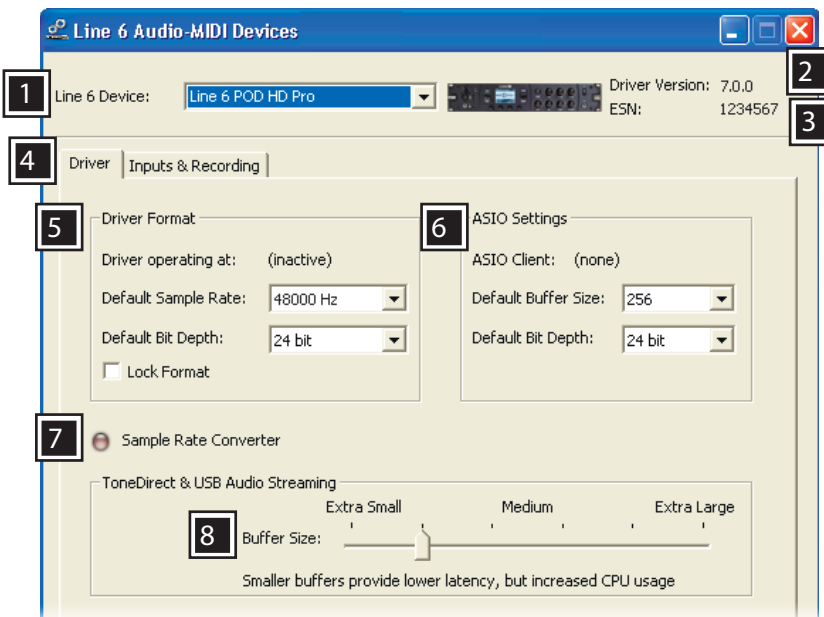 Line 6 Audio-MIDI Devices
1
Line 6 Device:
Line 6 POD HD Pro
Driver Version: 7.0.0
2
ESN: 1234567
3
4
Driver
Inputs & Recording
5
Driver Format
Driver operating at: (inactive)
Default Sample Rate: 48000 Hz
Default Bit Depth: 24 bit
Lock Format
6
ASIO Settings
ASIO Client: (none)
Default Buffer Size: 256
Default Bit Depth: 24 bit
7
Sample Rate Converter
ToneDirect & USB Audio Streaming
Extra Small Medium Extra Large
8
Buffer Size:
Smaller buffers provide lower latency, but increased CPU usage